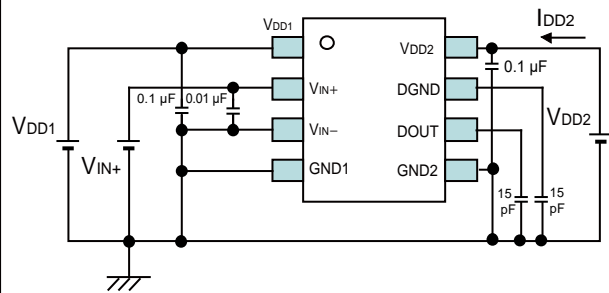 VDD1
IDD2
VDD2
0.1 µF
VIN+
DGND
0.1 µF
0.01 µF
VDD1
VIN−
DOUT
VDD2
VIN+
GND1
GND2
15 pF
15 pF